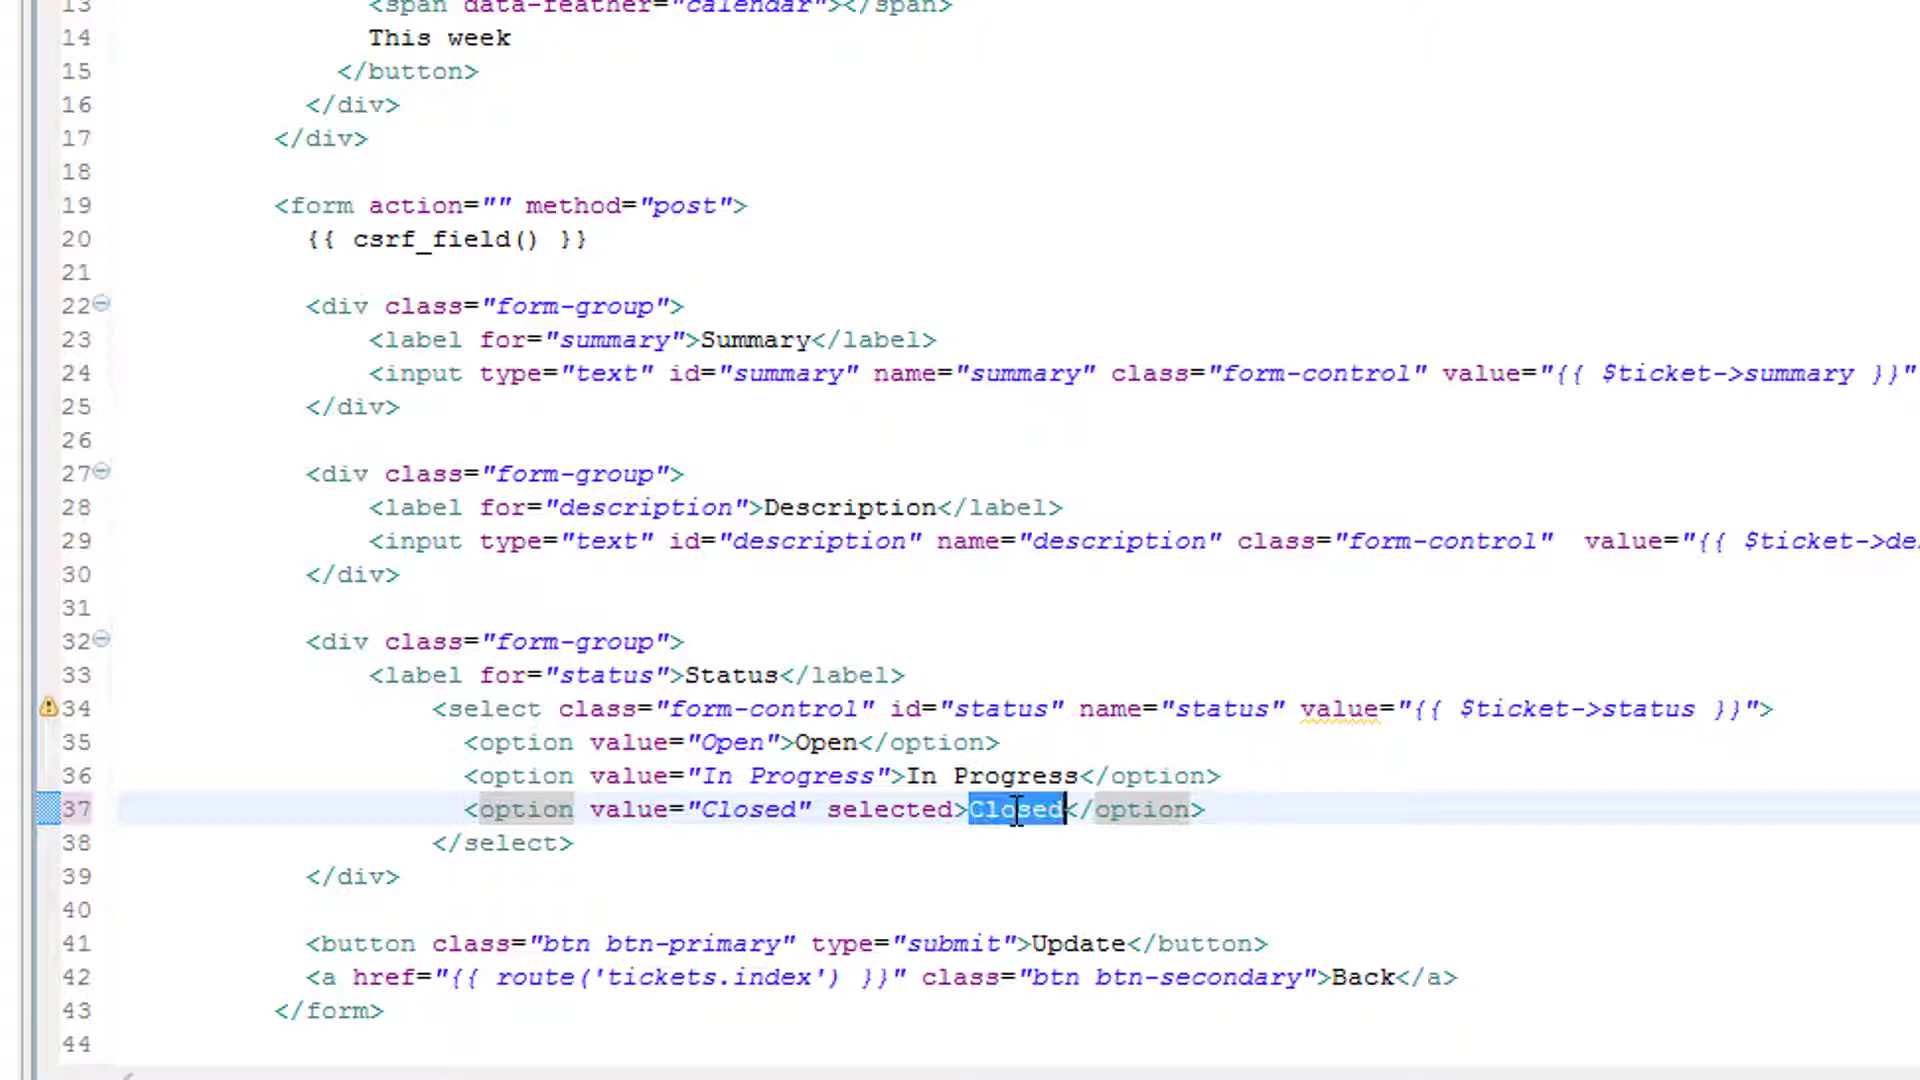 13 <span data-feather="calendar"></span>
14 This week
15 </button>
16 </div>
17 </div>
18
19 <form action="" method="post">
20 {{ csrf_field() }}
21
22 <div class="form-group">
23 <label for="summary">Summary</label>
24 <input type="text" id="summary" name="summary" class="form-control" value="{{ $ticket->summary }}"
25 </div>
26
27 <div class="form-group">
28 <label for="description">Description</label>
29 <input type="text" id="description" name="description" class="form-control"  value="{{ $ticket->de
30 </div>
31
32 <div class="form-group">
33 <label for="status">Status</label>
34 <select class="form-control" id="status" name="status" value="{{ $ticket->status }}">
35 <option value="Open">Open</option>
36 <option value="In Progress">In Progress</option>
37 <option value="Closed" selected>Closed</option>
38 </select>
39 </div>
40
41 <button class="btn btn-primary" type="submit">Update</button>
42 <a href="{{ route('tickets.index') }}" class="btn btn-secondary">Back</a>
43 </form>
44